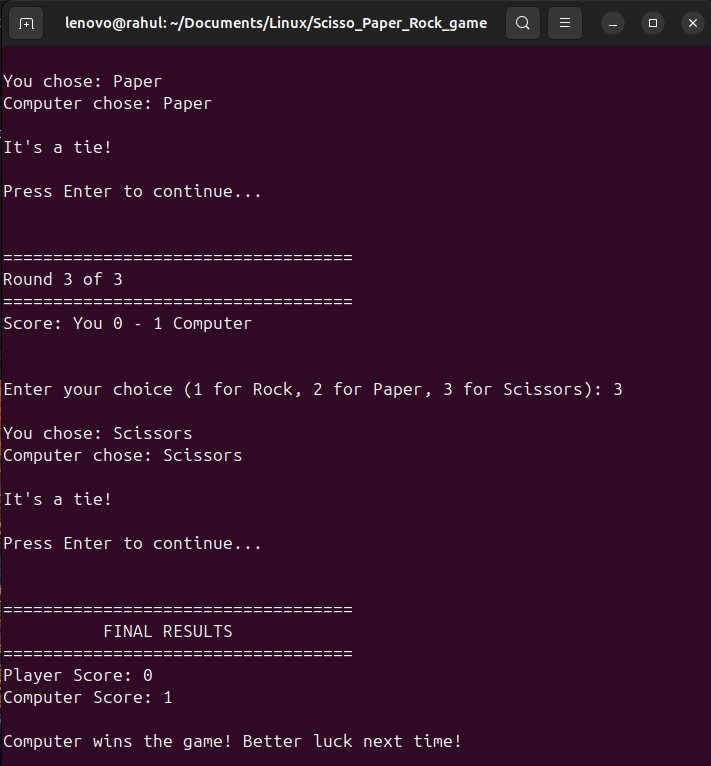 lenovo@rahul: ~/Documents/Linux/Scisso_Paper_Rock_game
You chose: Paper
Computer chose: Paper
It's a tie!
Press Enter to continue...
===================================
Round 3 of 3
===================================
Score: You 0 - 1 Computer
Enter your choice (1 for Rock, 2 for Paper, 3 for Scissors): 3
You chose: Scissors
Computer chose: Scissors
It's a tie!
Press Enter to continue...
===================================
FINAL RESULTS
===================================
Player Score: 0
Computer Score: 1
Computer wins the game! Better luck next time!